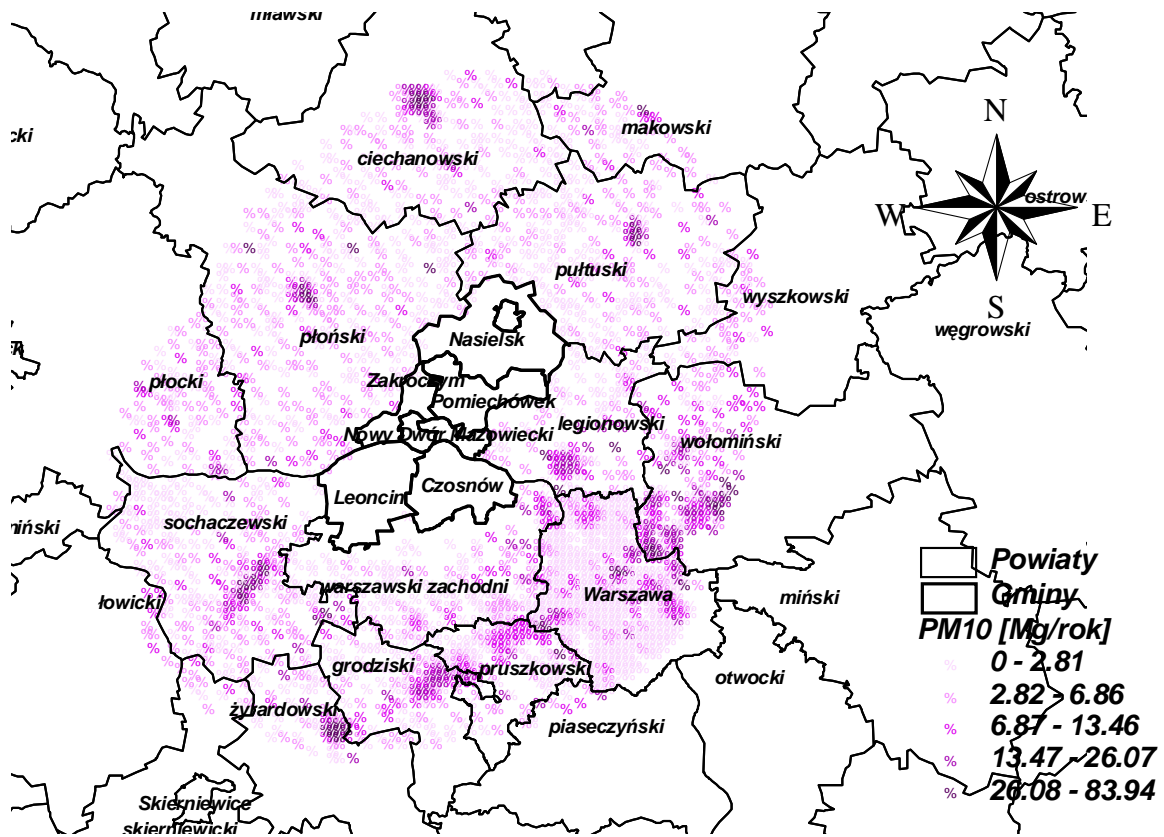 mławski
N
cki
makowski
ciechanowski
ostrow
W
E
pułtuski
S
wyszkowski
węgrowski
Nasielsk
płoński
Zakroczym
płocki
Pomiechówek
legionowski
Nowy Dwór Mazowiecki
wołomiński
Leoncin
Czosnów
sochaczewski
miński
warszawski zachodni
Warszawa
łowicki
miński
Powiaty
Gminy
PM10 [Mg/rok]
% 0 - 2.81
% 2.82 - 6.86
% 6.87 - 13.46
% 13.47 - 26.07
% 26.08 - 83.94
grodziski
pruszkowsk
otwocki
żyrardowski
piaseczyński
Skierniewice
skierniewicki